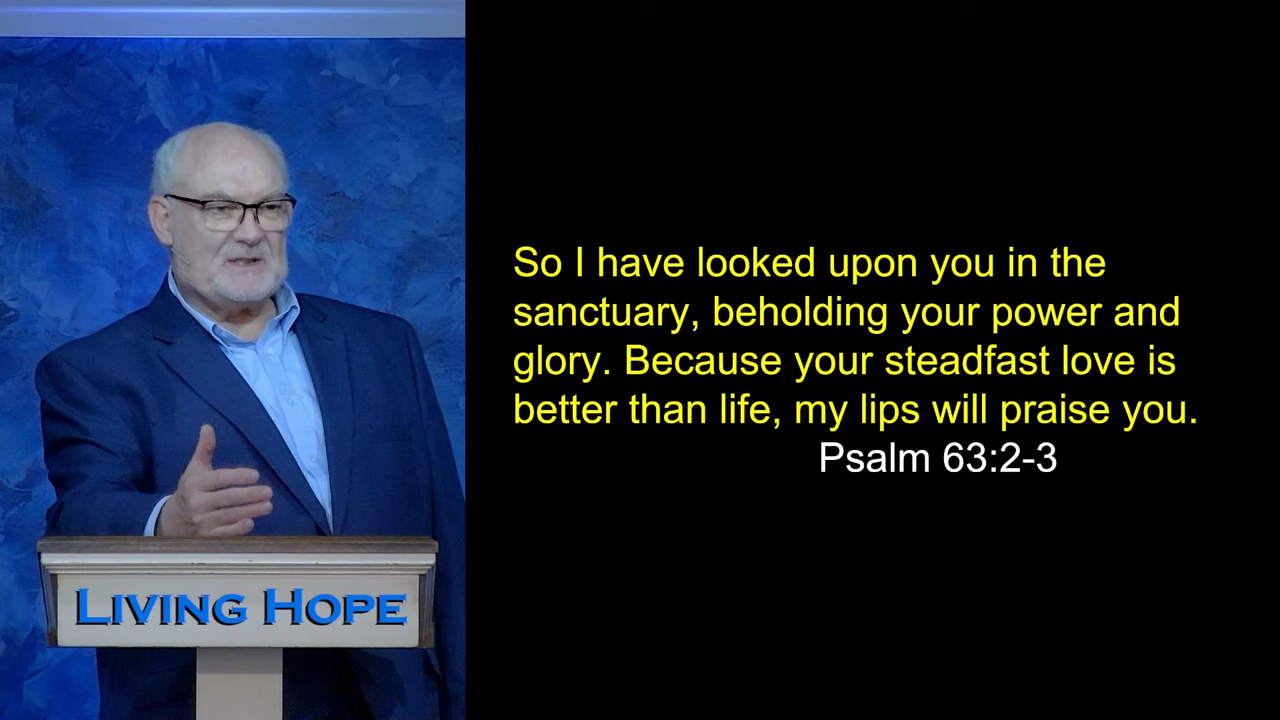 So I have looked upon you in the
sanctuary, beholding your power and
glory. Because your steadfast love is
better than life, my lips will praise you.
Psalm 63:2-3
LIVING HOPE